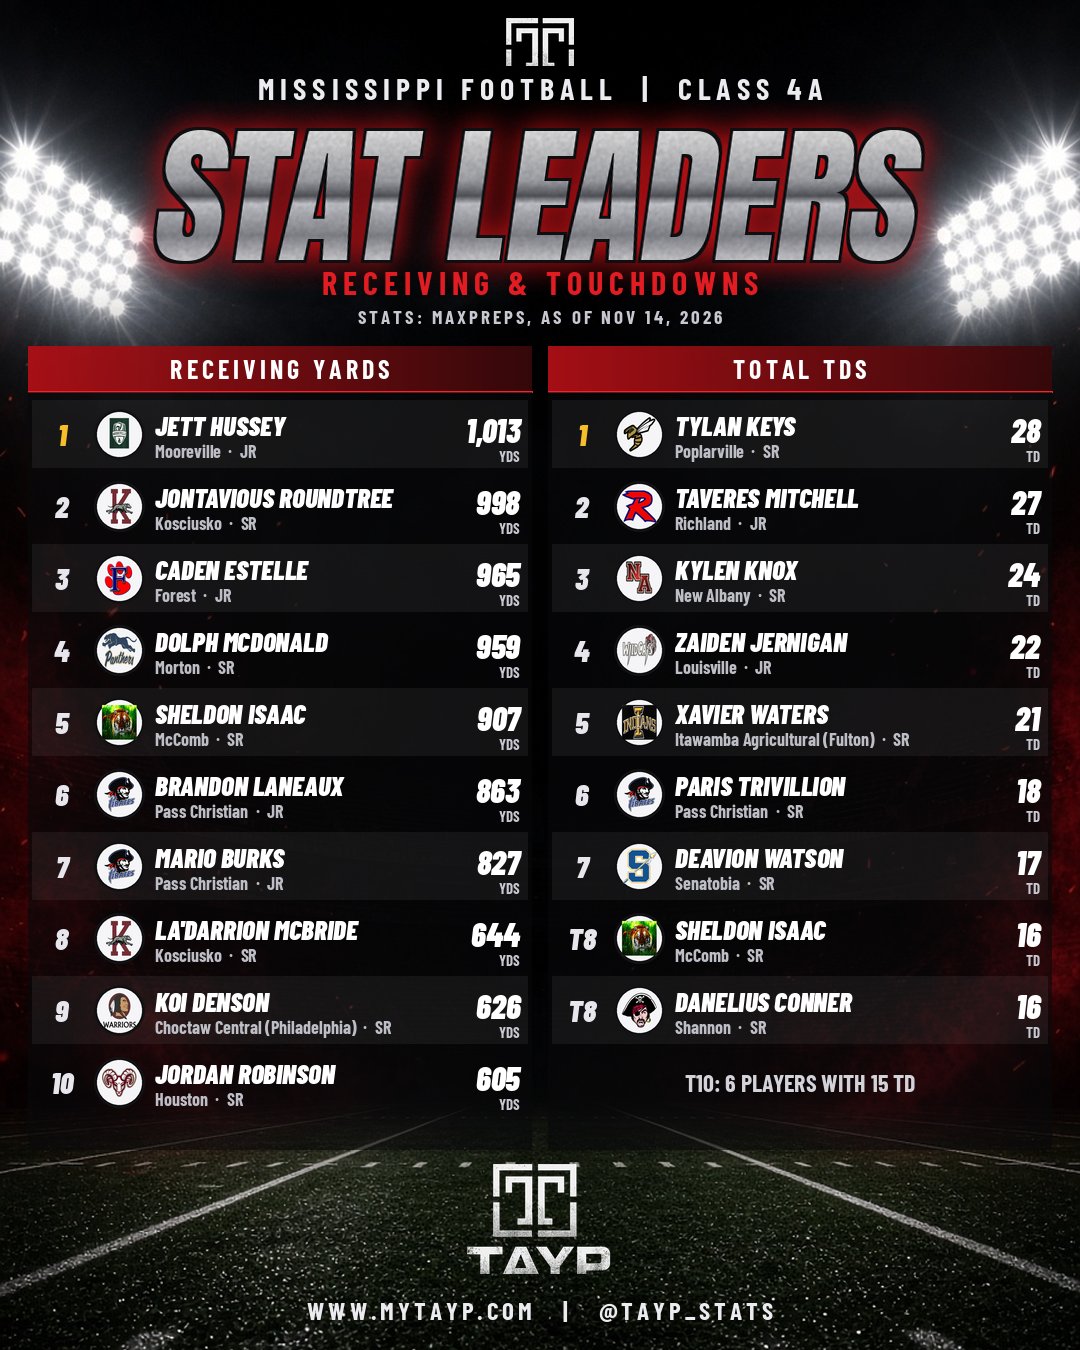 MISSISSIPPI FOOTBALL | CLASS 4A
STAT LEADERS
RECEIVING & TOUCHDOWNS
STATS: MAXPREPS, AS OF NOV 14, 2026
RECEIVING YARDS
1 JETT HUSSEY 1,013
Mooreville · JR YDS
2 JONTAVIOUS ROUNDTREE 998
Kosciusko · SR YDS
3 CADEN ESTELLE 965
Forest · JR YDS
4 DOLPH MCDONALD 959
Morton · SR YDS
5 SHELDON ISAAC 907
McComb · SR YDS
6 BRANDON LANEAUX 863
Pass Christian · JR YDS
7 MARIO BURKS 827
Pass Christian · JR YDS
8 LA'DARRION MCBRIDE 644
Kosciusko · SR YDS
9 KOI DENSON 626
Choctaw Central (Philadelphia) · SR YDS
10 JORDAN ROBINSON 605
Houston · SR YDS
TOTAL TDS
1 TYLAN KEYS 28
Poplarville · SR TD
2 TAVERES MITCHELL 27
Richland · JR TD
3 KYLEN KNOX 24
New Albany · SR TD
4 ZAIDEN JERNIGAN 22
Louisville · JR TD
5 XAVIER WATERS 21
Itawamba Agricultural (Fulton) · SR TD
6 PARIS TRIVILLION 18
Pass Christian · SR TD
7 DEAVION WATSON 17
Senatobia · SR TD
T8 SHELDON ISAAC 16
McComb · SR TD
T8 DANELIUS CONNER 16
Shannon · SR TD
T10: 6 PLAYERS WITH 15 TD
TAYP
WWW.MYTAYP.COM | @TAYP_STATS